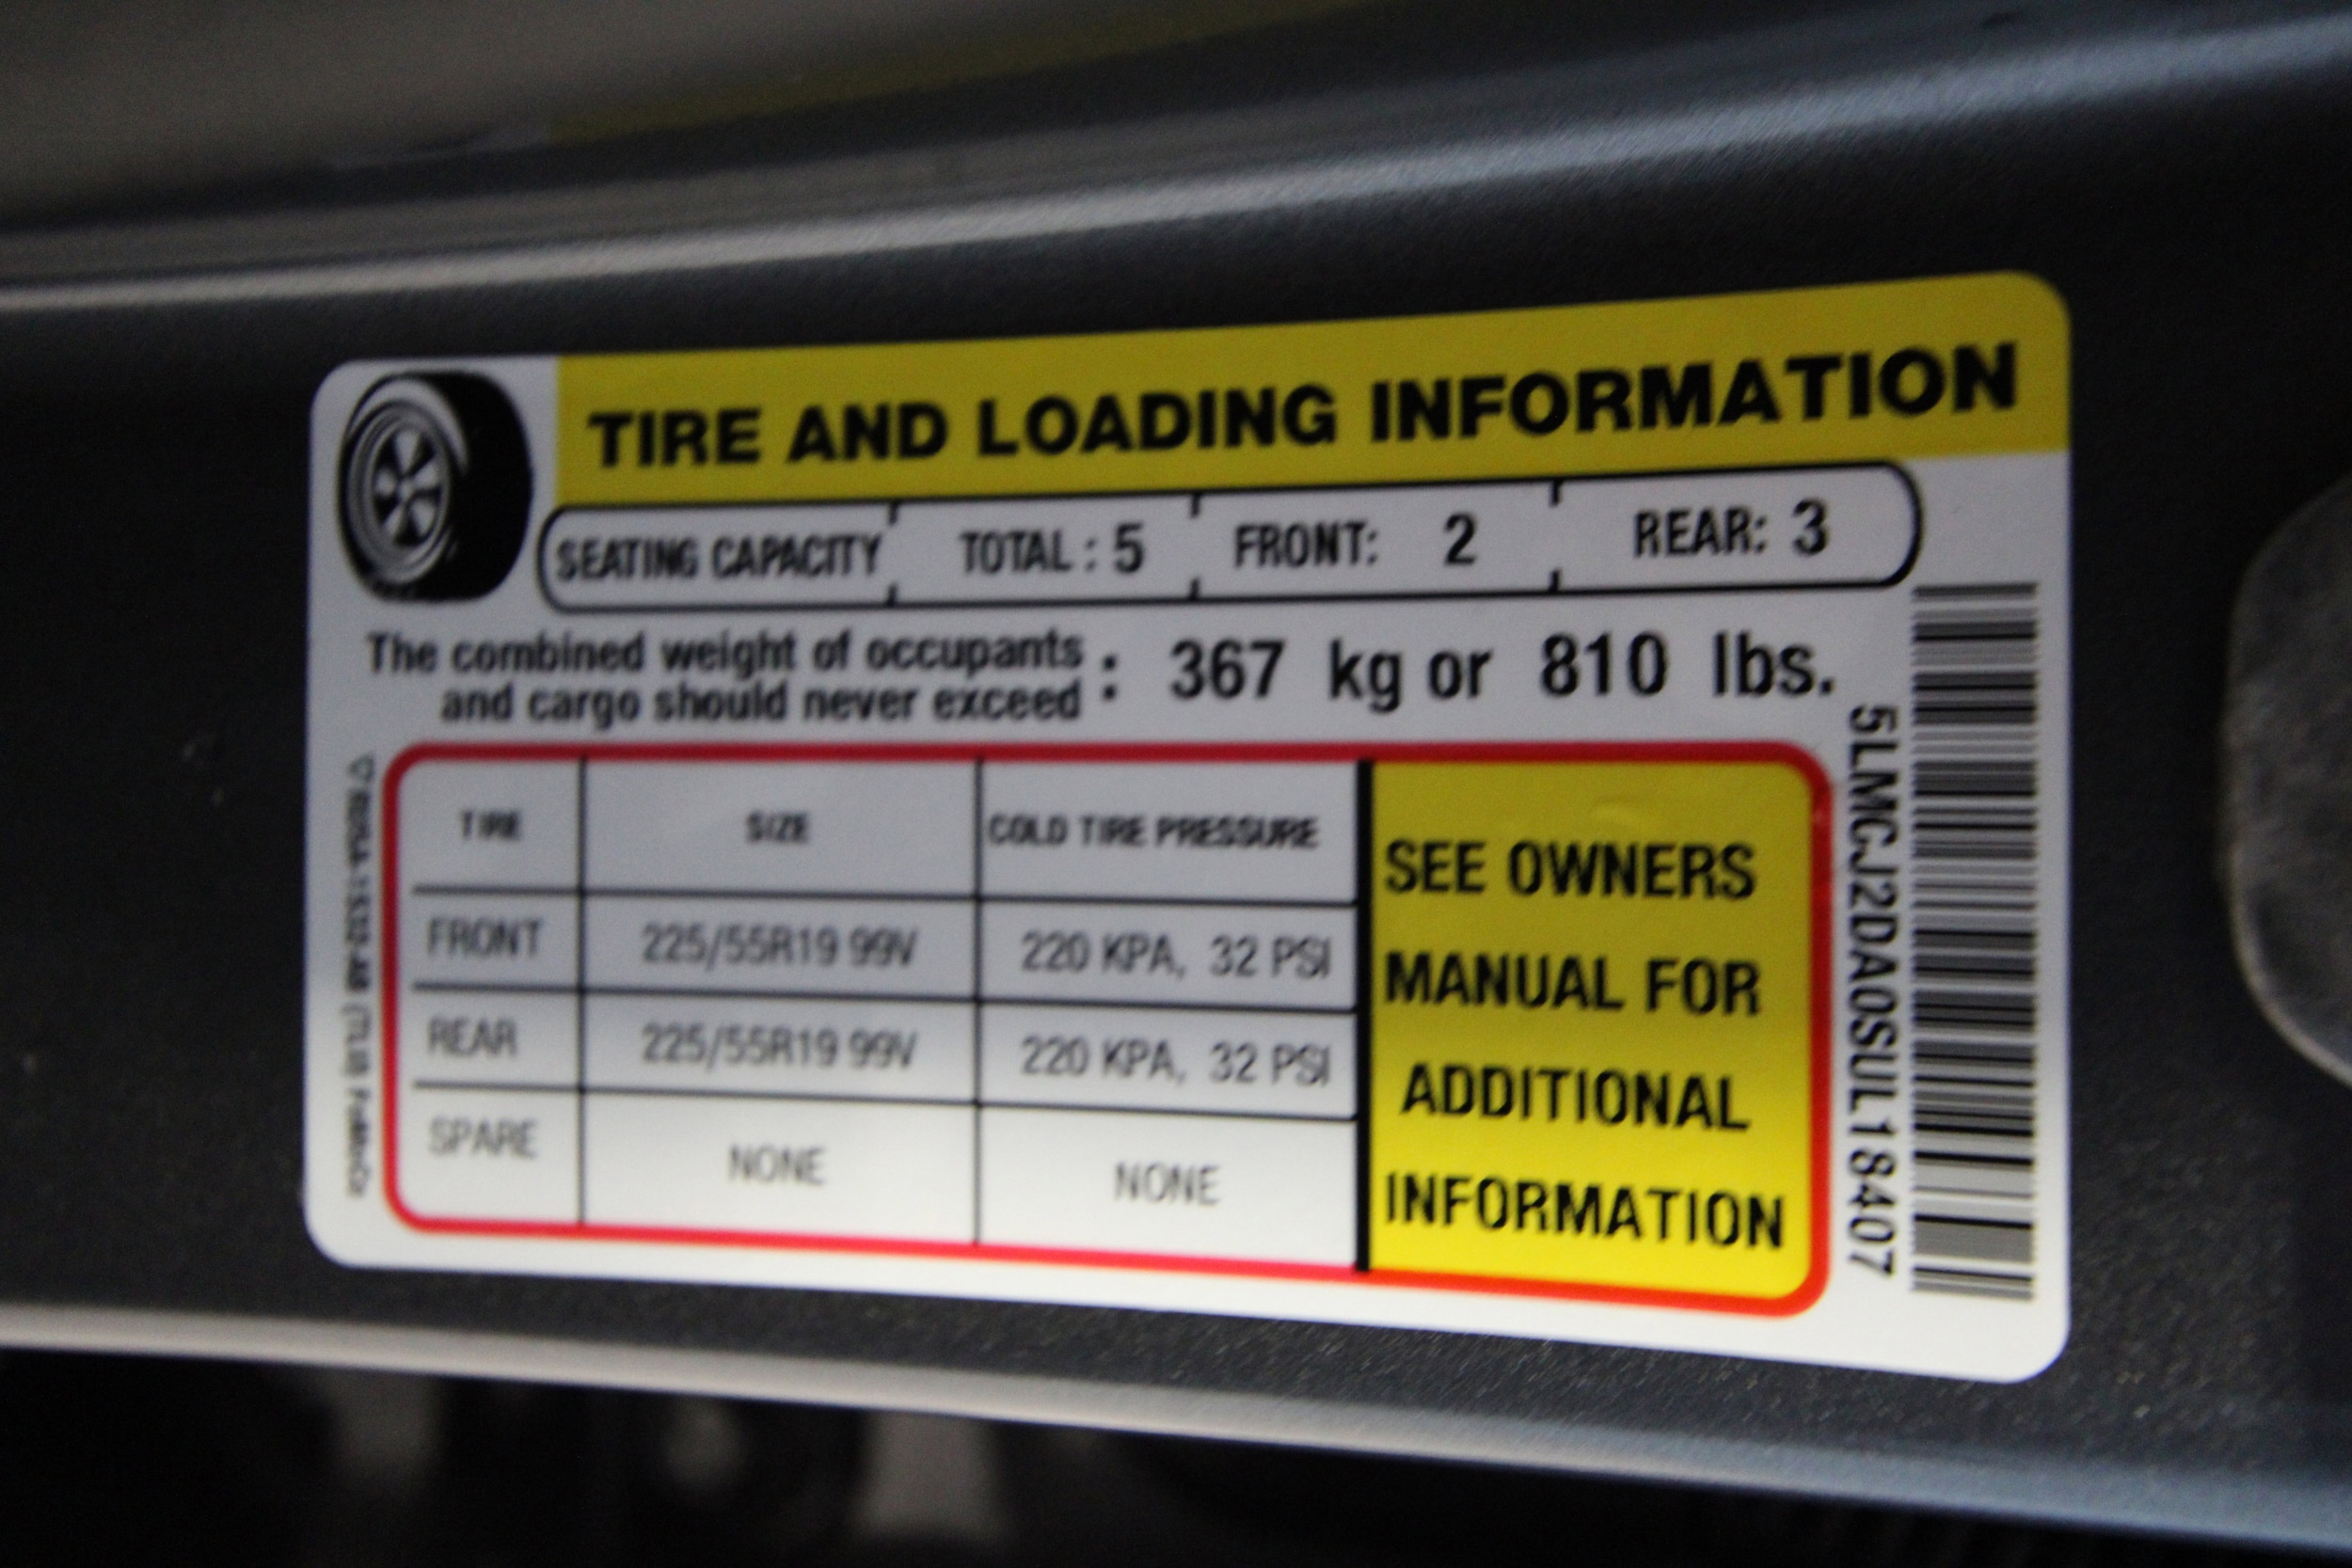 TIRE AND LOADING INFORMATION
SEATING CAPACITY TOTAL : 5 FRONT: 2 REAR: 3
The combined weight of occupants
and cargo should never exceed : 367 kg or 810 lbs.
TIRE SIZE COLD TIRE PRESSURE
FRONT 225/55R19 99V 220 KPA, 32 PSI
REAR 225/55R19 99V 220 KPA, 32 PSI
SPARE NONE NONE
SEE OWNERS
MANUAL FOR
ADDITIONAL
INFORMATION
5LMCJ2DA0SUL18407